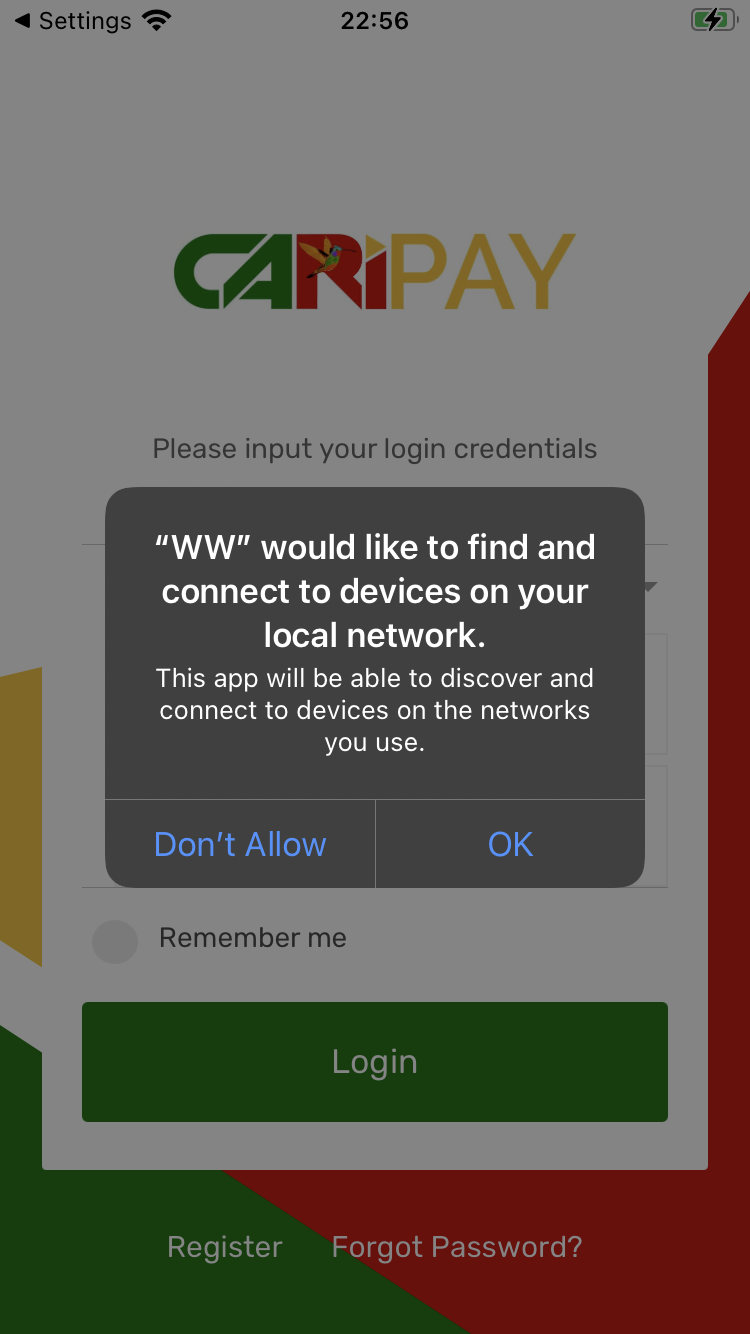 Settings
22:56
CARiPAY
Please input your login credentials
“WW” would like to find and
connect to devices on your
local network.
This app will be able to discover and
connect to devices on the networks
you use.
Don’t Allow
OK
Remember me
Login
Register
Forgot Password?